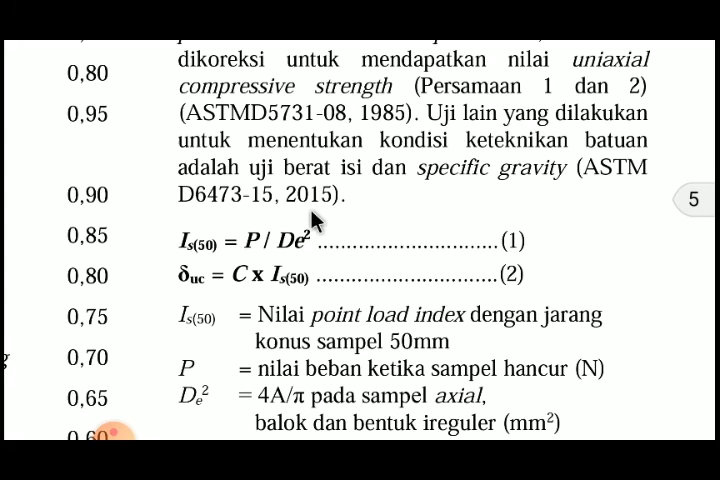 dikoreksi untuk mendapatkan nilai uniaxial
compressive strength (Persamaan 1 dan 2)
(ASTMD5731-08, 1985). Uji lain yang dilakukan
untuk menentukan kondisi keteknikan batuan
adalah uji berat isi dan specific gravity (ASTM
D6473-15, 2015).
Is(50) = P / De² ...............................(1)
δuc = C x Is(50) ...............................(2)
Is(50) = Nilai point load index dengan jarang
konus sampel 50mm
P = nilai beban ketika sampel hancur (N)
De² = 4A/π pada sampel axial,
balok dan bentuk ireguler (mm²)
0,80
0,95
0,90
0,85
0,80
0,75
0,70
0,65
0,60
5